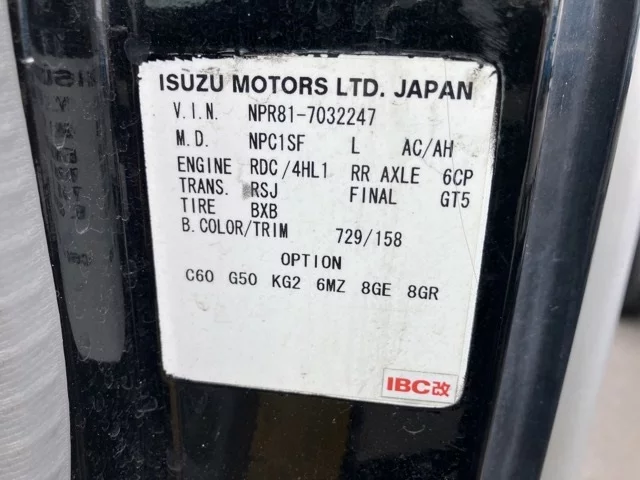 ISUZU MOTORS LTD. JAPAN
V.I.N. NPR81-7032247
M.D. NPC1SF L AC/AH
ENGINE RDC/4HL1 RR AXLE 6CP
TRANS. RSJ FINAL GT5
TIRE BXB
B.COLOR/TRIM 729/158
OPTION
C60 G50 KG2 6MZ 8GE 8GR
IBC改